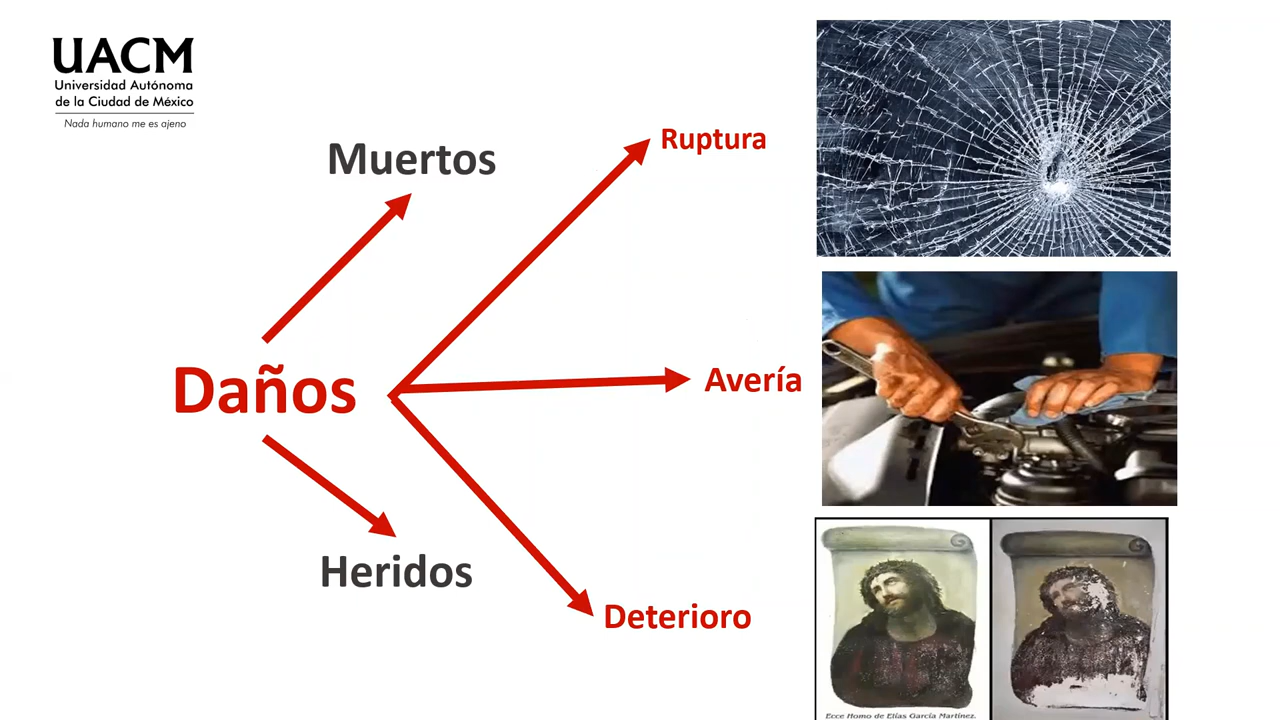 UACM
Universidad Autónoma
de la Ciudad de México
Nada humano me es ajeno
Muertos
Ruptura
Daños
Avería
Heridos
Deterioro
Ecce Homo de Elías García Martínez.